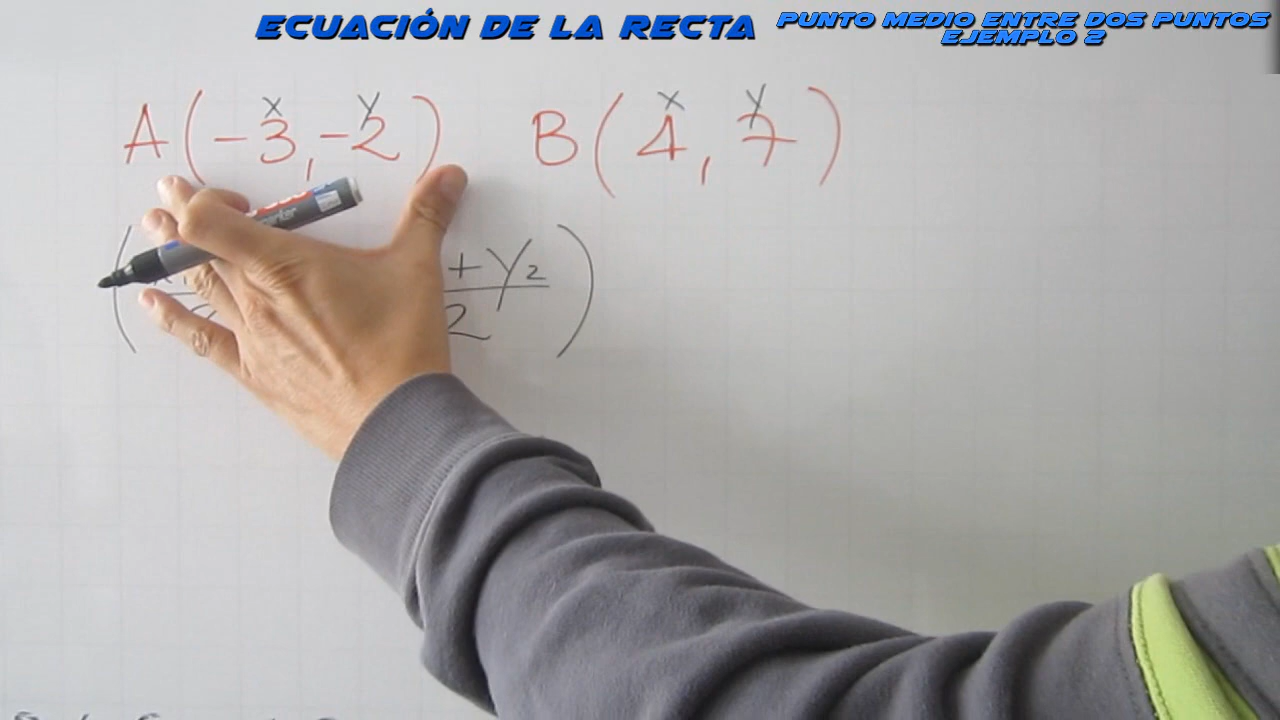 ECUACIÓN DE LA RECTA
PUNTO MEDIO ENTRE DOS PUNTOS
EJEMPLO 2
x y x y
A(-3,-2) B(4,7)
( + y2 )
2